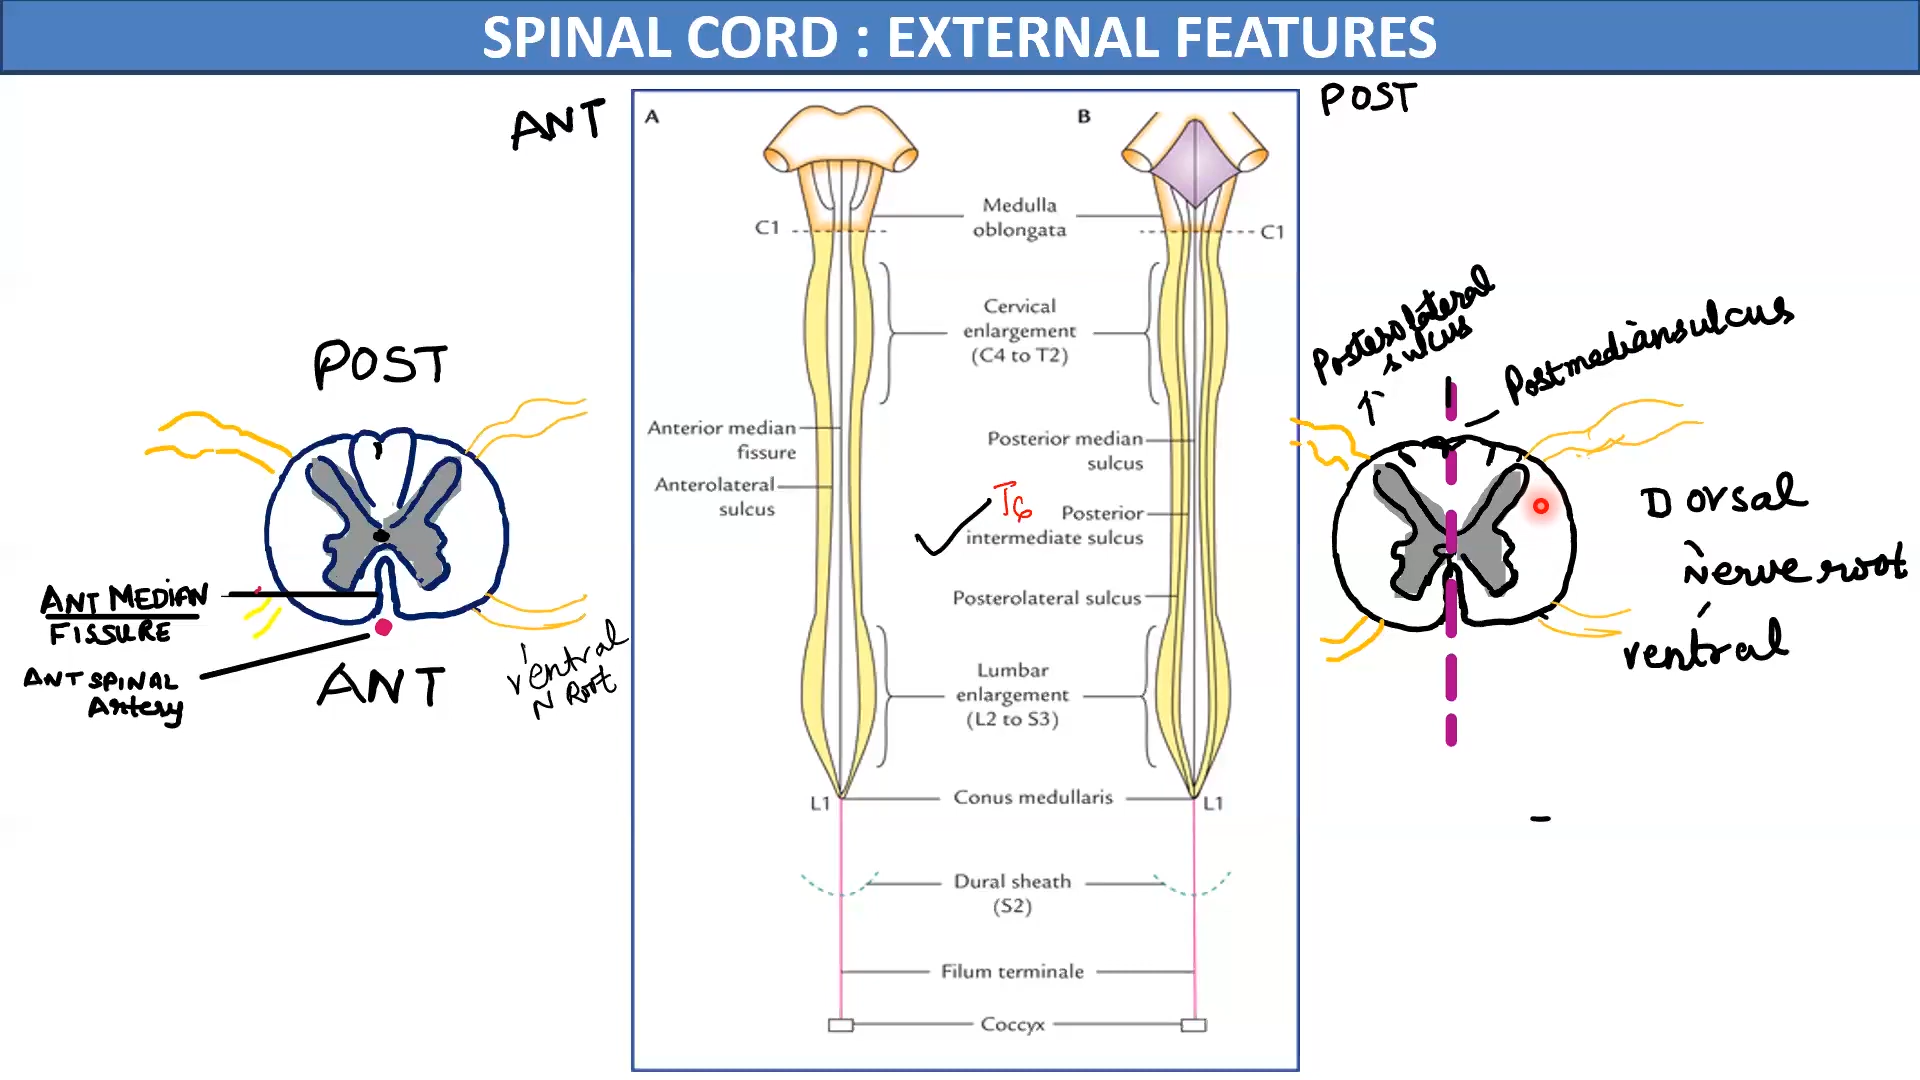 SPINAL CORD : EXTERNAL FEATURES
ANT
POST
A
B
Medulla
oblongata
C1
C1
Cervical
enlargement
(C4 to T2)
Anterior median
fissure
Anterolateral
sulcus
Posterior median
sulcus
T6
Posterior
intermediate sulcus
Posterolateral sulcus
Lumbar
enlargement
(L2 to S3)
L1
Conus medullaris
L1
Dural sheath
(S2)
Filum terminale
Coccyx
POST
ANT MEDIAN
FISSURE
ANT SPINAL
Artery
ANT
ventral
N Root
Posterolateral
sulcus
Postmediansulcus
Dorsal
Nerve root
ventral